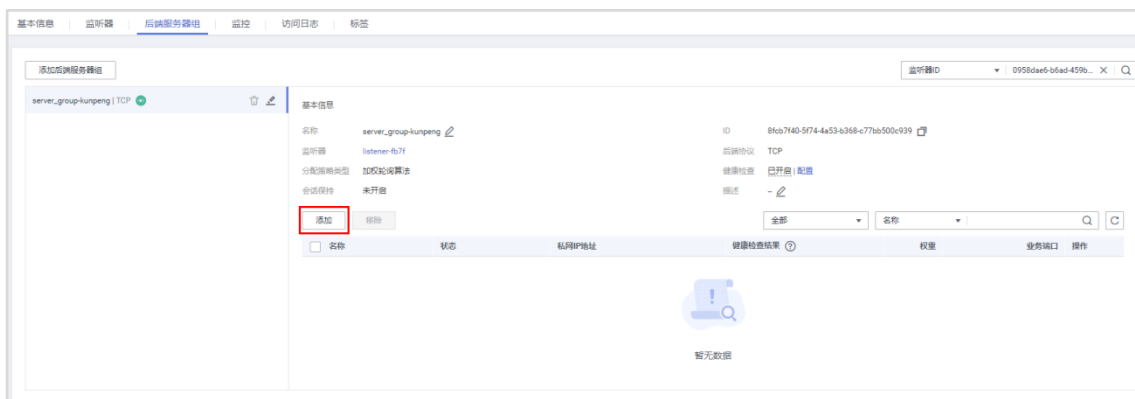 基本信息 监听器 后端服务器组 监控 访问日志 标签
添加后端服务器组 监听器ID 0958dae6-b6ad-459b...
server_group-kunpeng | TCP
基本信息
名称 server_group-kunpeng ID 8fcb7f40-5f74-4a53-b368-c77bb500c939
监听器 listener-fb7f 后端协议 TCP
分配策略类型 加权轮询算法 健康检查 已开启 | 配置
会话保持 未开启 描述 --
添加 移除 全部 名称
名称 状态 私网IP地址 健康检查结果 权重 业务端口 操作
暂无数据